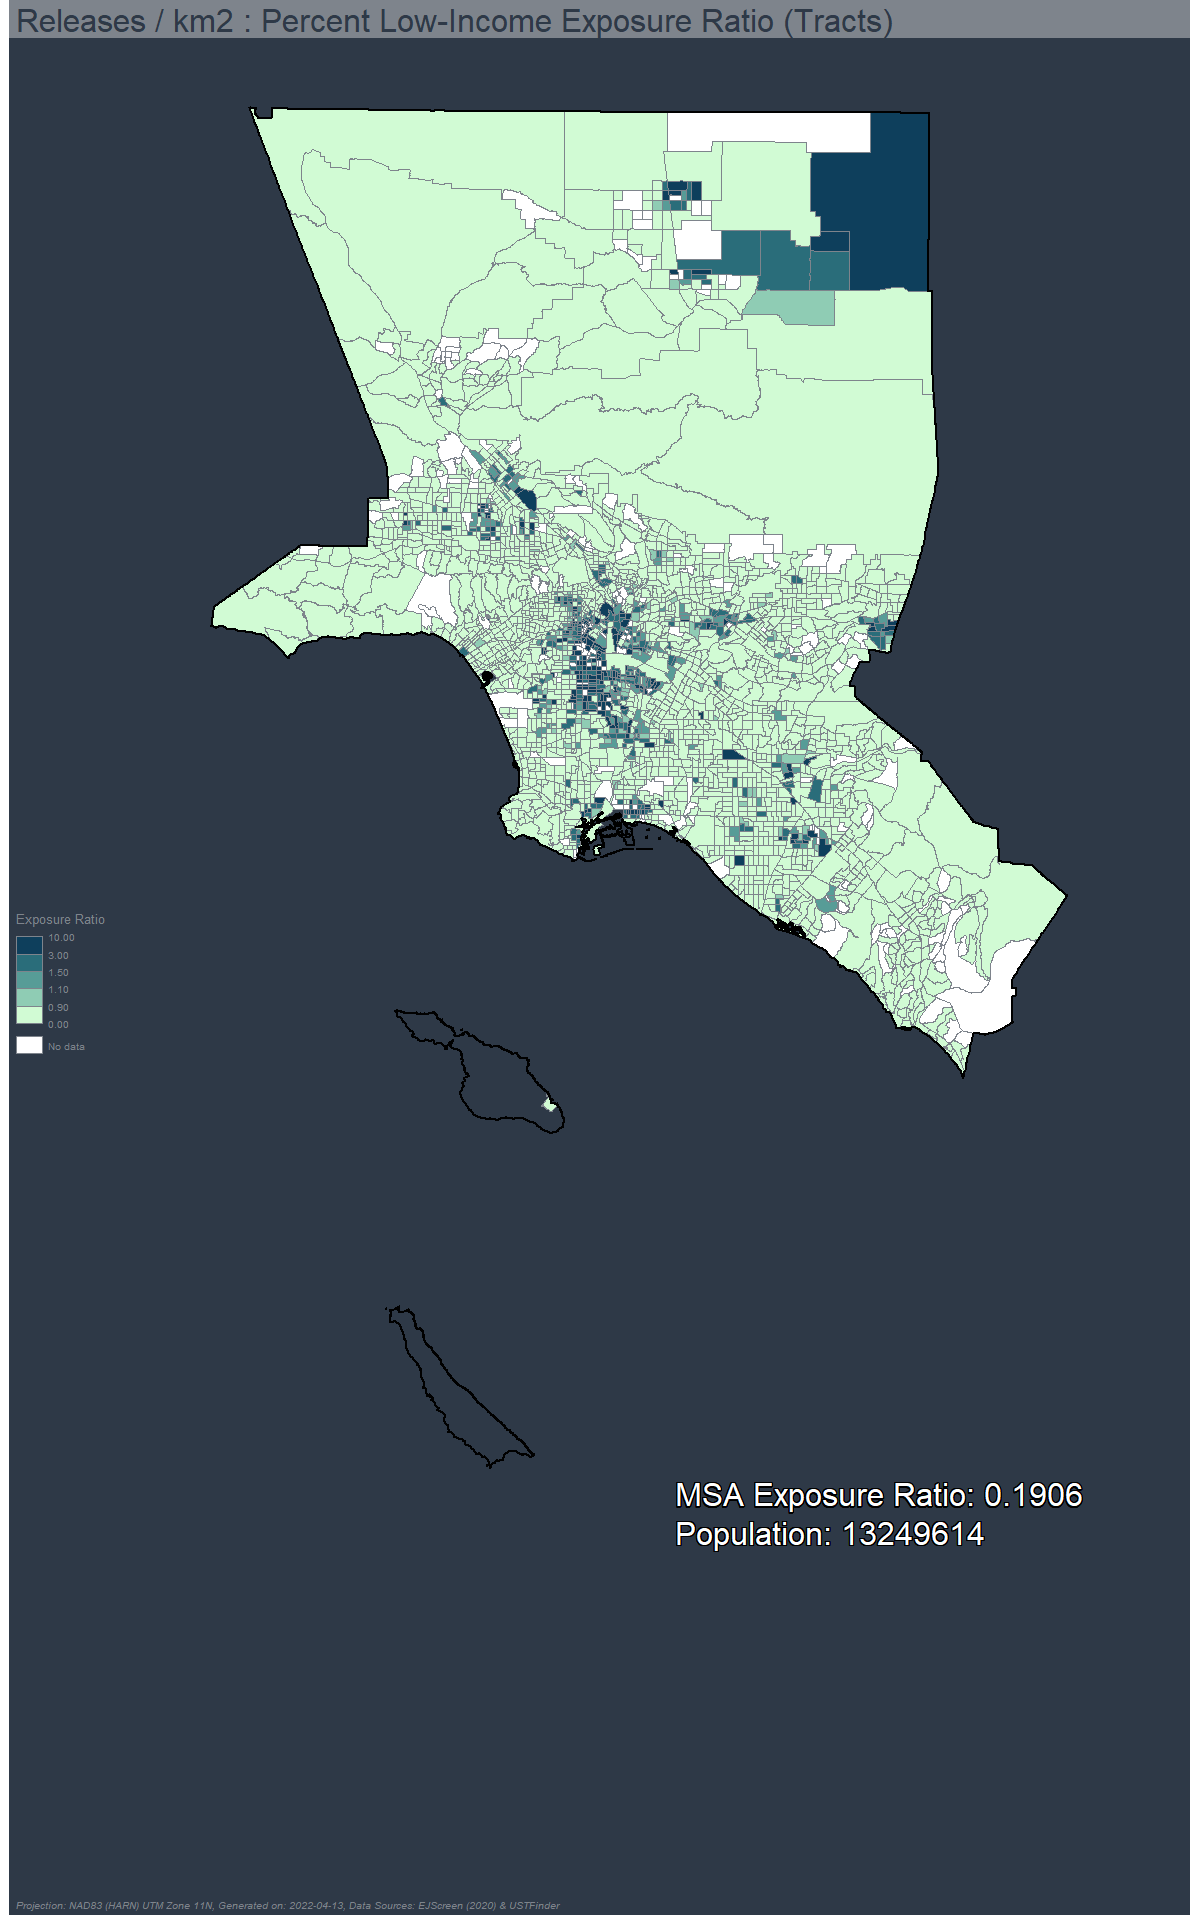 Releases / km2 : Percent Low-Income Exposure Ratio (Tracts)
Exposure Ratio
10.00
3.00
1.50
1.10
0.90
0.00
No data
MSA Exposure Ratio: 0.1906
Population: 13249614
Projection: NAD83 (HARN) UTM Zone 11N, Generated on: 2022-04-13, Data Sources: EJScreen (2020) & USTFinder